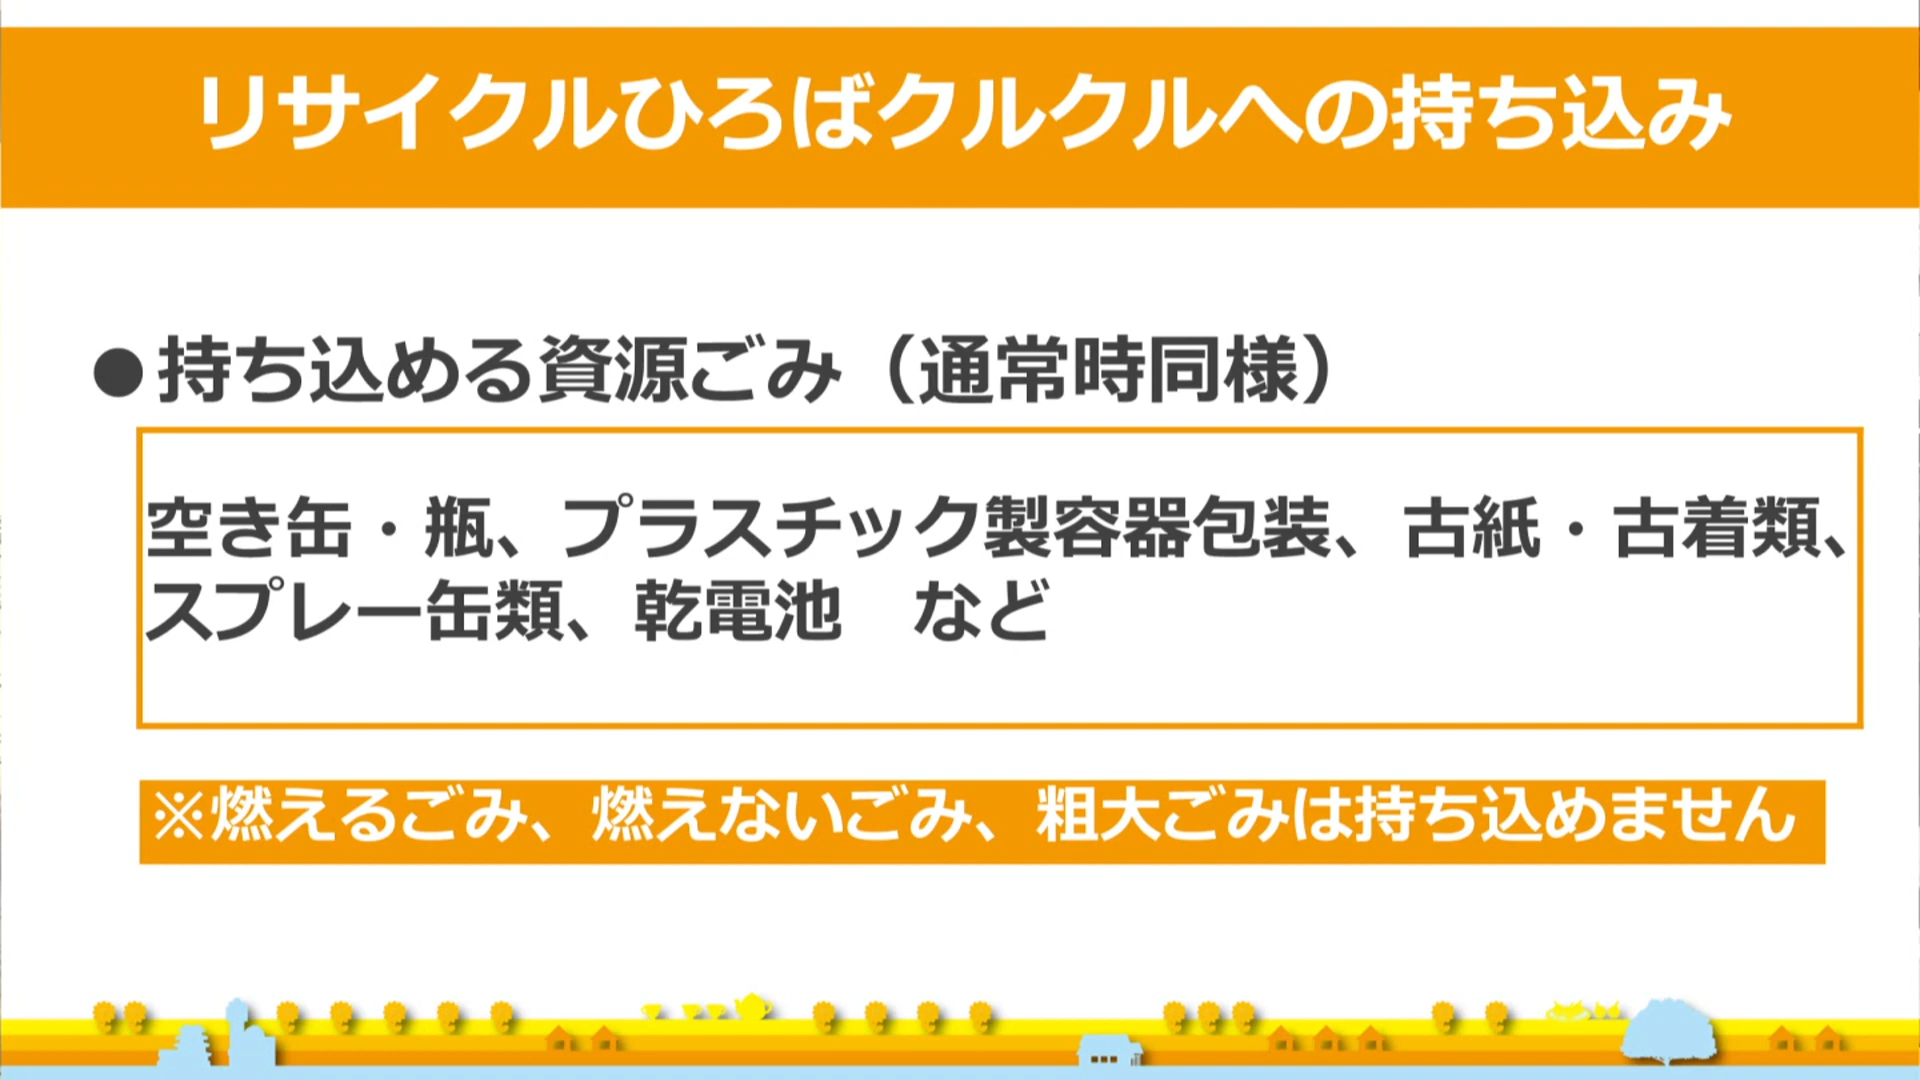 リサイクルひろばクルクルへの持ち込み
●持ち込める資源ごみ（通常時同様）
空き缶・瓶、プラスチック製容器包装、古紙・古着類、
スプレー缶類、乾電池　など
※燃えるごみ、燃えないごみ、粗大ごみは持ち込めません